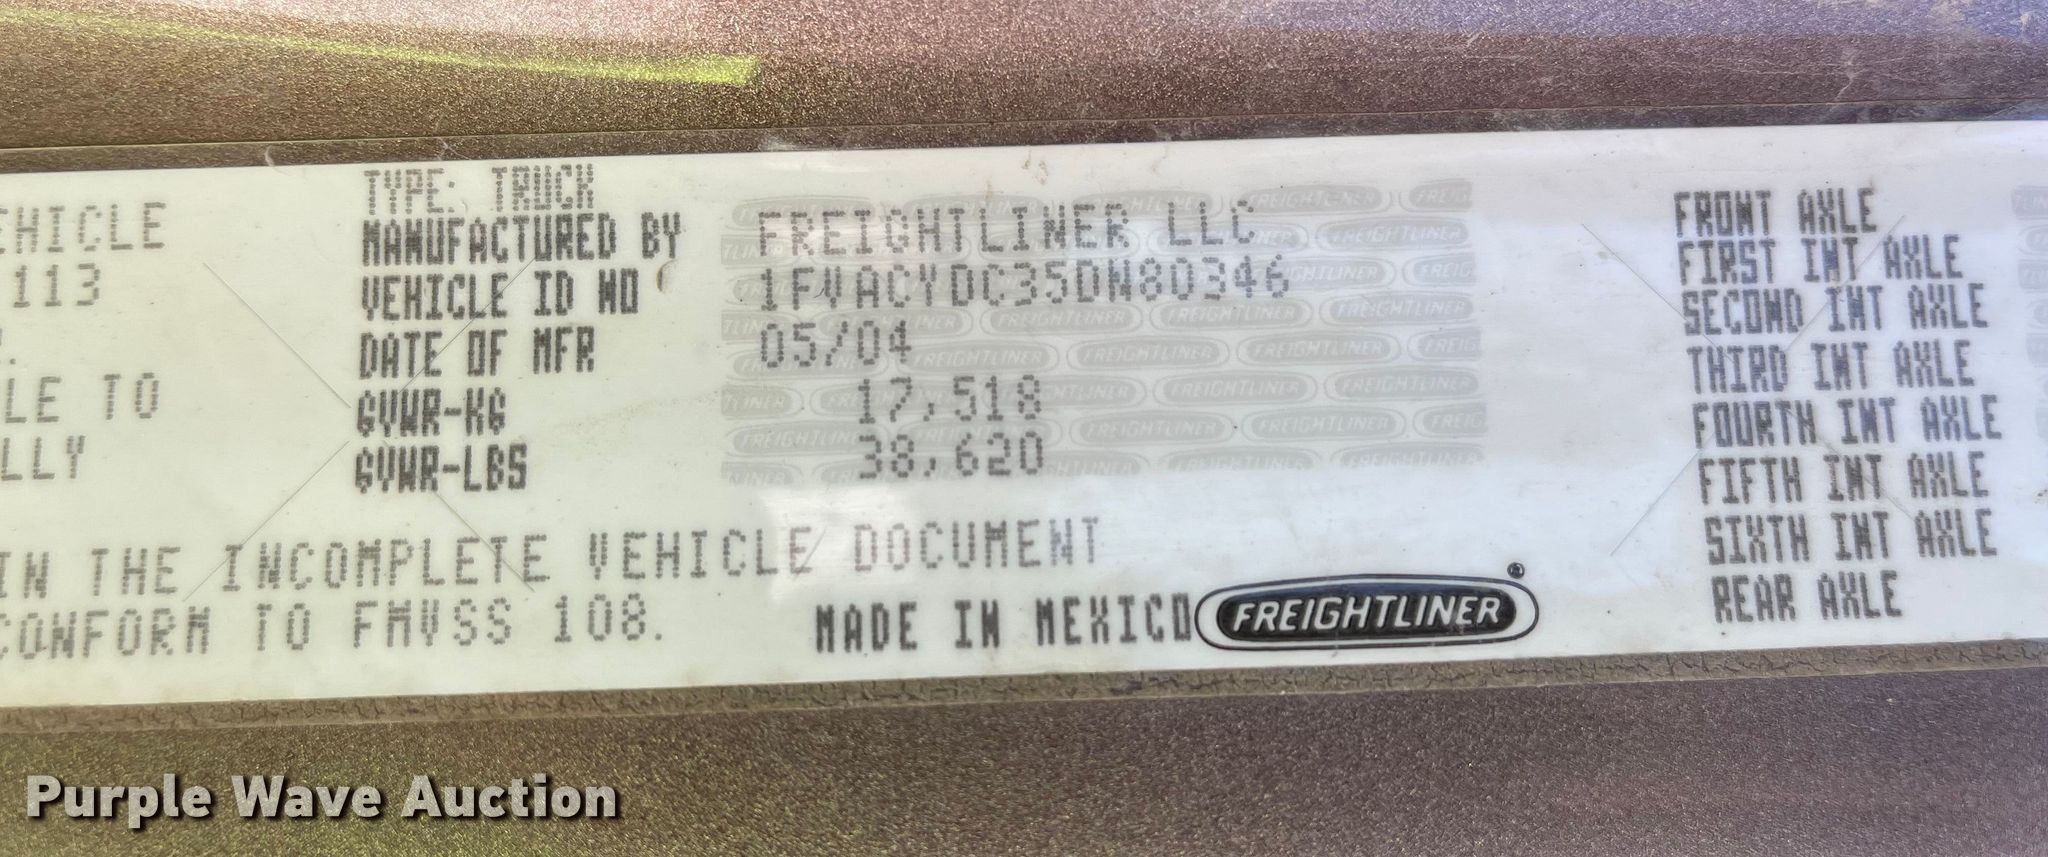 EHICLE
113
LE TO
LLY
IN THE INCOMPLETE VEHICLE DOCUMENT
CONFORM TO FMVSS 108.
TYPE: TRUCK
MANUFACTURED BY FREIGHTLINER LLC
VEHICLE ID NO 1FVACYDC35DN80346
DATE OF MFR 05/04
GVWR-KG 17,518
GVWR-LBS 38,620
MADE IN MEXICO FREIGHTLINER ®
FRONT AXLE
FIRST INT AXLE
SECOND INT AXLE
THIRD INT AXLE
FOURTH INT AXLE
FIFTH INT AXLE
SIXTH INT AXLE
REAR AXLE
Purple Wave Auction